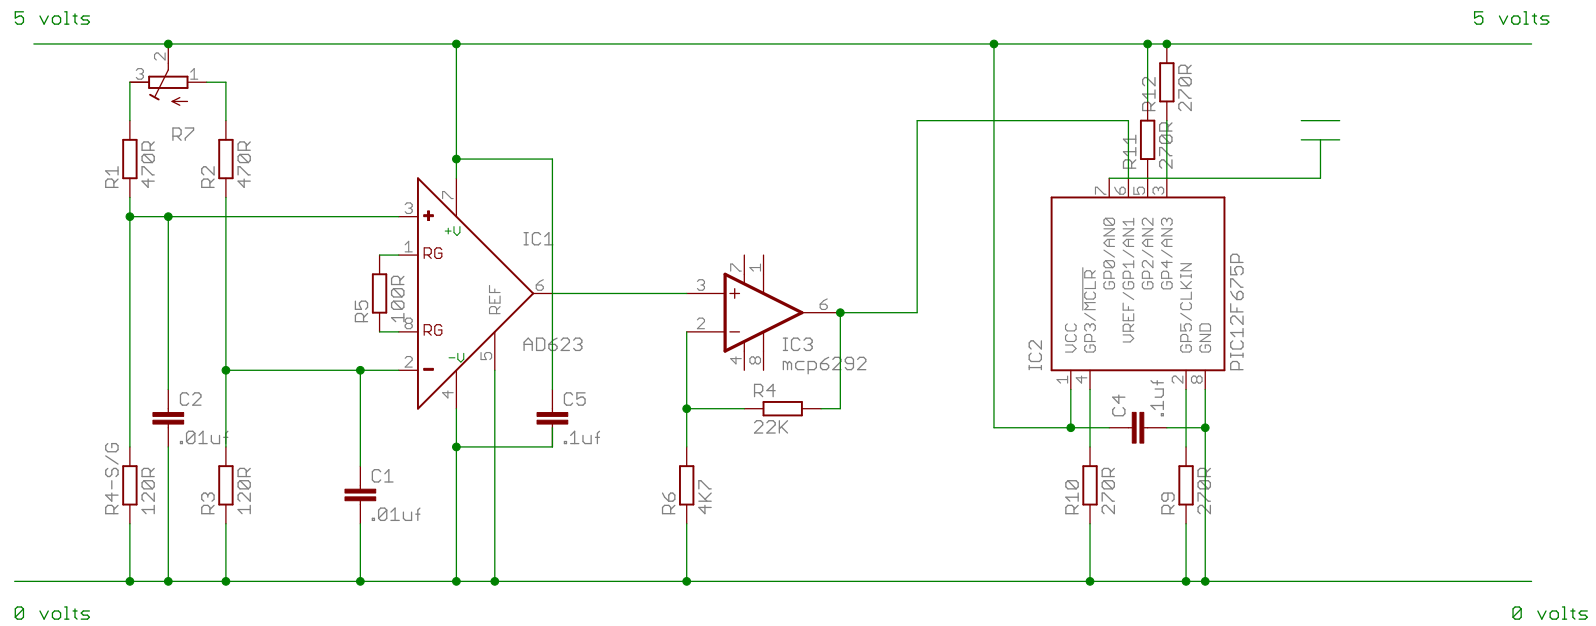 5 volts
5 volts
2
3
1
R7
R1
470R
R2
470R
R12
270R
R11
270R
3
7
+V
IC1
1
RG
R5
100R
8
RG
REF
6
AD623
2
-V
5
4
C2
.01uf
C5
.1uf
R4-S/G
120R
R3
120R
C1
.01uf
3
7
1
6
2
4
8
IC3
mcp6292
R4
22K
R6
4K7
7
6
5
3
GP0/AN0
VREF/GP1/AN1
GP2/AN2
GP4/AN3
VCC
GP3/MCLR
GP5/CLKIN
GND
IC2
PIC12F675P
1
4
2
8
C4
.1uf
R10
270R
R9
270R
0 volts
0 volts